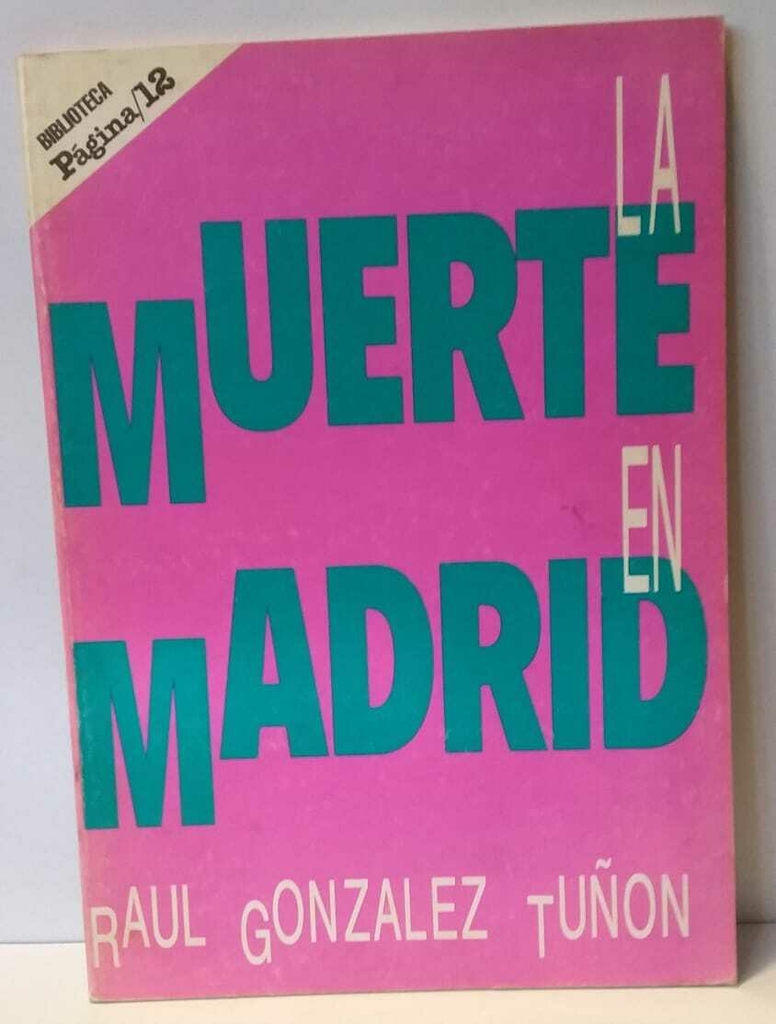 BIBLIOTECA
Página/12
LA
MUERTE
EN
MADRID
RAUL GONZALEZ TUÑON